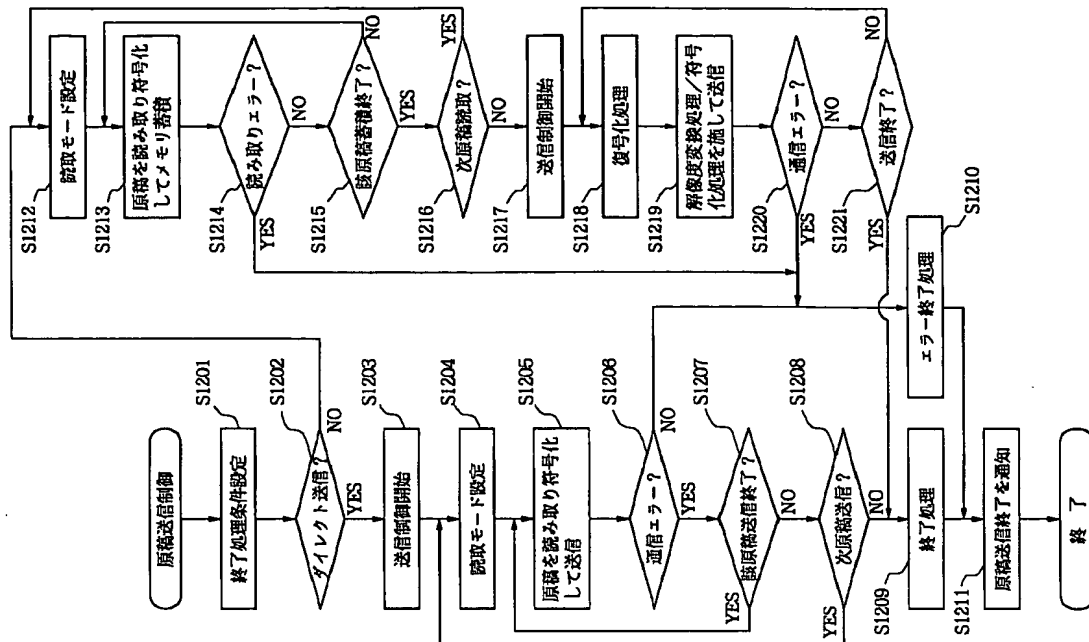 原稿送信制御
S1201
終了処理条件設定
S1202
ダイレクト送信?
NO
YES
S1203
送信制御開始
S1204
読取モード設定
S1205
原稿を読み取り符号化
して送信
S1206
通信エラー?
NO
YES
S1207
該原稿送信終了?
YES
NO
S1208
次原稿送信?
YES
NO
S1209
終了処理
S1211
原稿送信終了を通知
終了
S1212
読取モード設定
S1213
原稿を読み取り符号化
してメモリ蓄積
S1214
読み取りエラー?
YES
NO
S1215
該原稿蓄積終了?
NO
YES
S1216
次原稿読取?
YES
NO
S1217
送信制御開始
S1218
復号化処理
S1219
解像度変換処理/符号
化処理を施して送信
S1220
通信エラー?
YES
NO
S1221
送信終了?
NO
YES
S1210
エラー終了処理